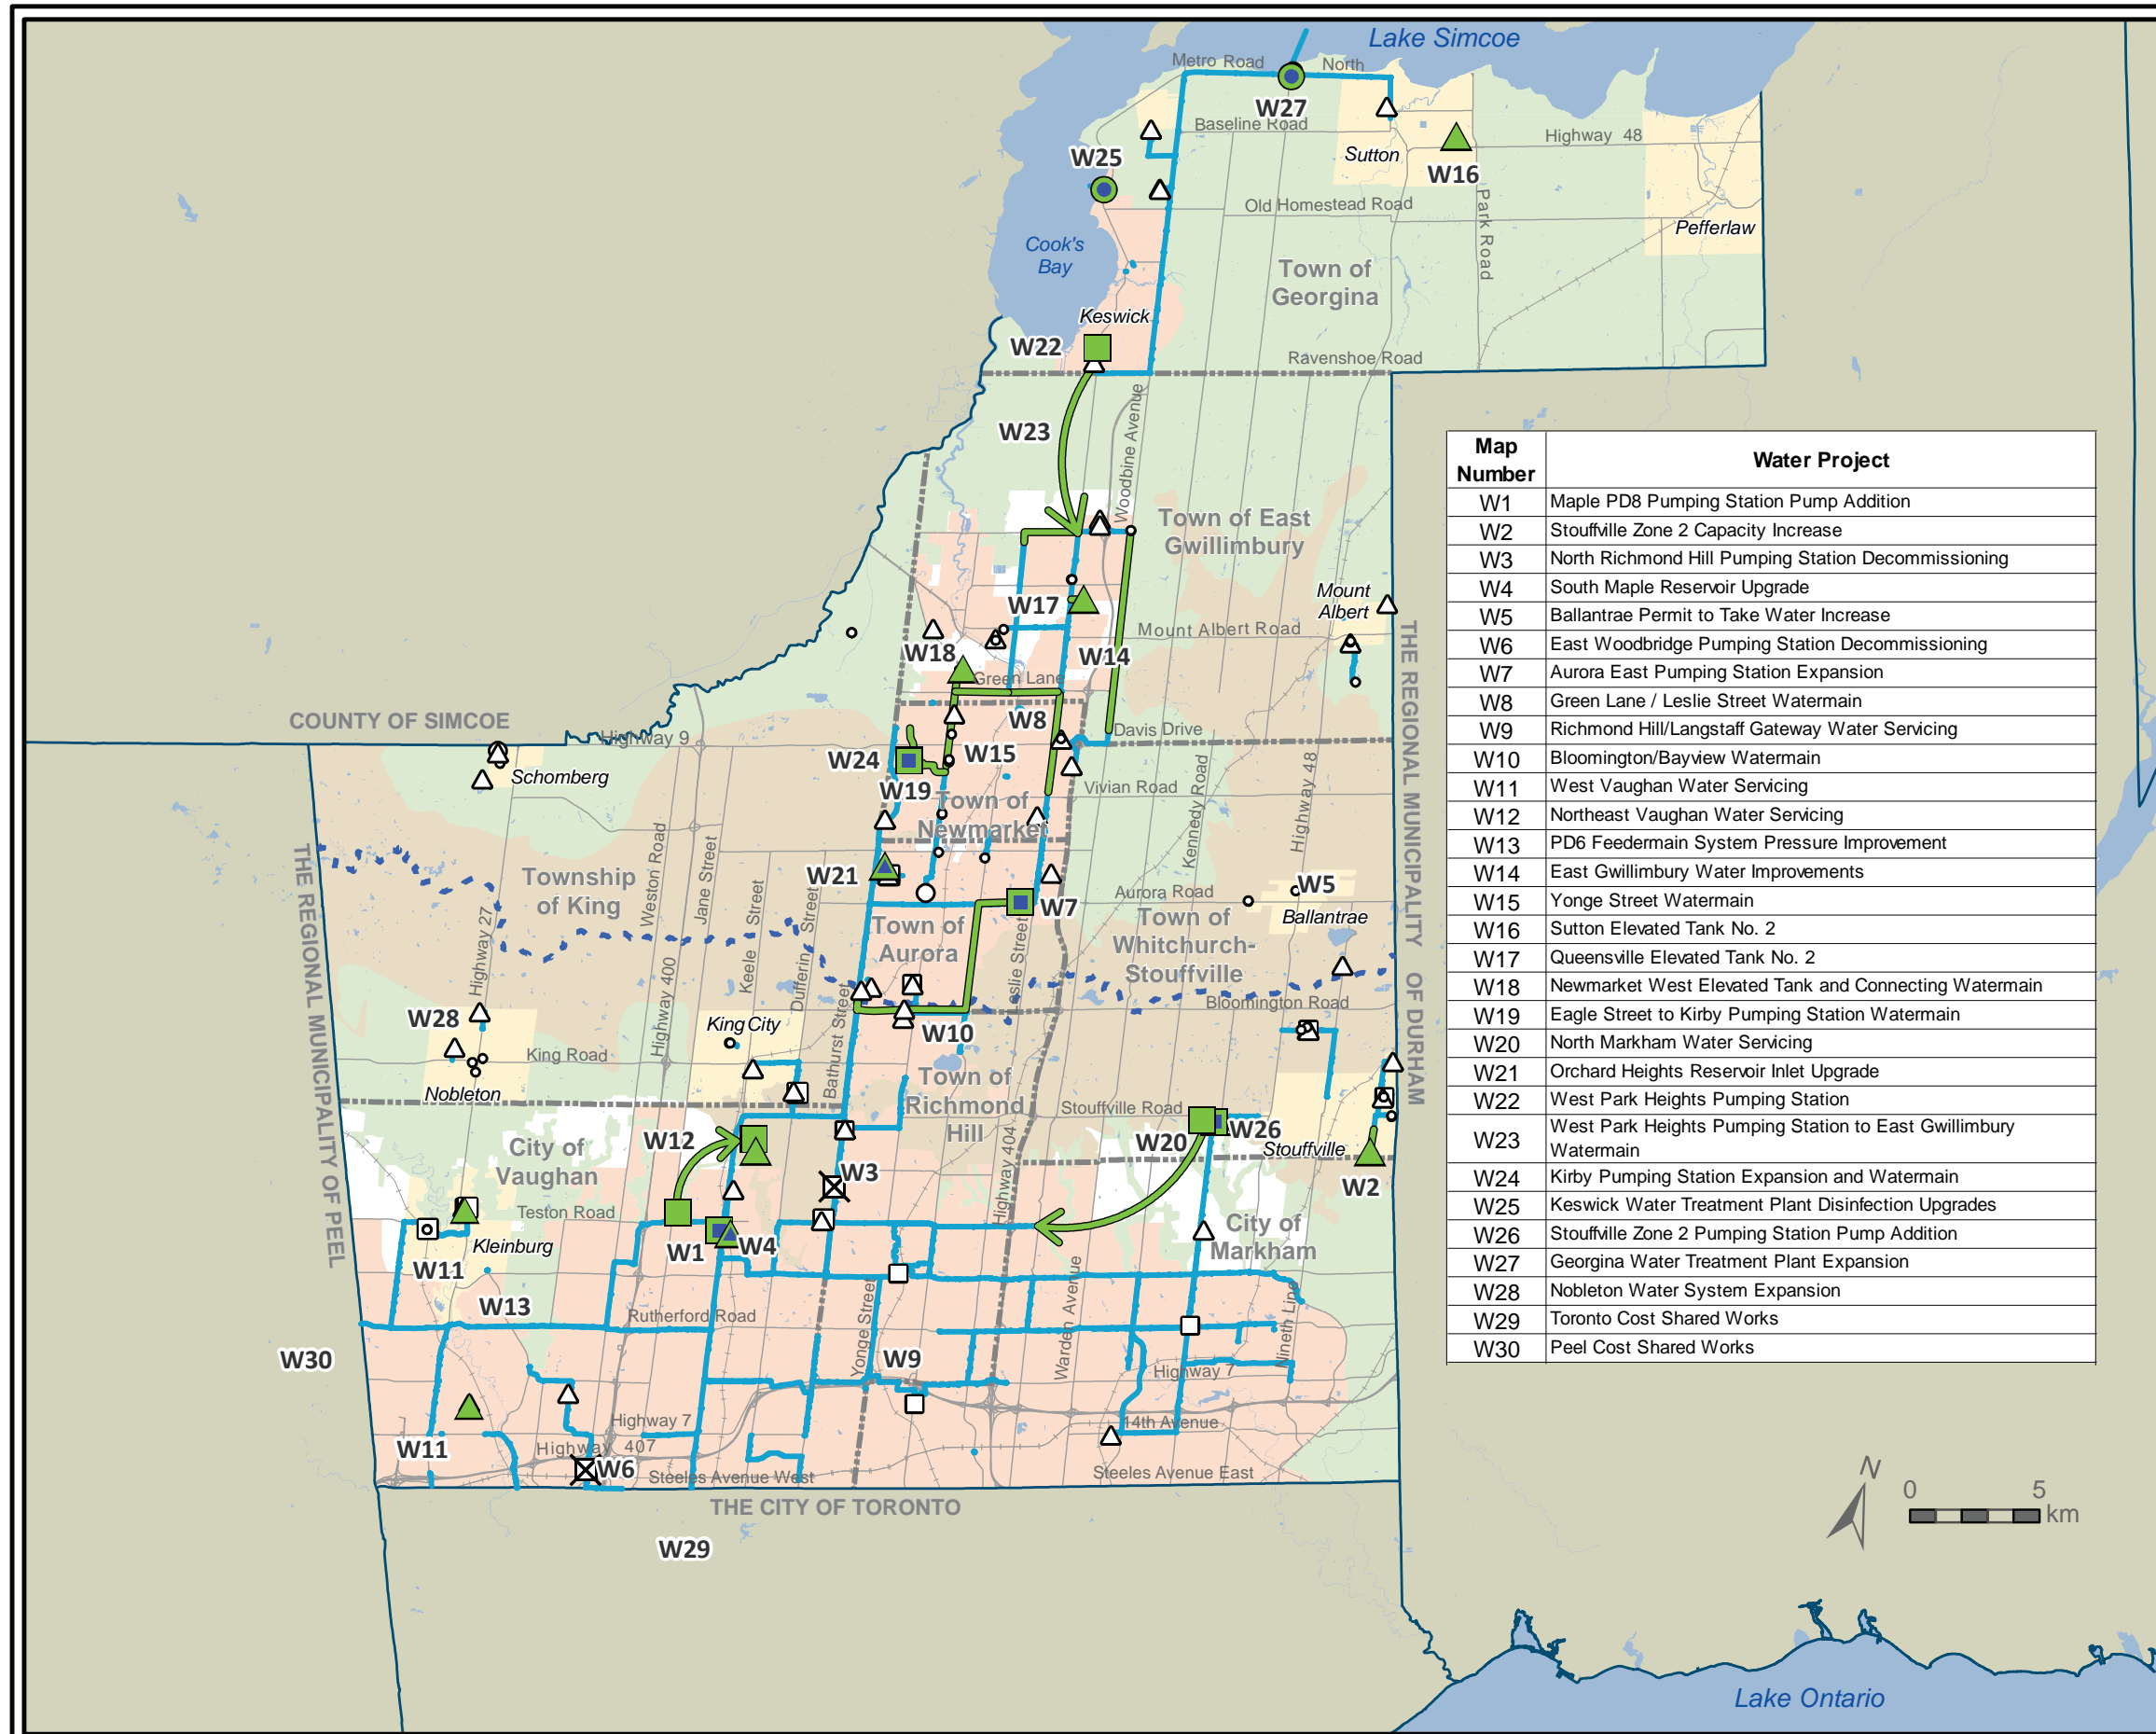 Lake Simcoe
Metro Road
North
W27
Baseline Road
Highway 48
Sutton
W16
W25
Old Homestead Road
Park Road
Pefferlaw
Cook's
Bay
Town of
Georgina
Keswick
W22
Ravenshoe Road
W23
Woodbine Avenue
Town of East
Gwillimbury
Mount
Albert
W17
Mount Albert Road
W18
W14
Green Lane
COUNTY OF SIMCOE
Highway 9
W8
Davis Drive
W24
W15
Schomberg
W19
Vivian Road
Town of
Newmarket
Kennedy Road
Highway 48
THE REGIONAL MUNICIPALITY OF DURHAM
THE REGIONAL MUNICIPALITY OF PEEL
Township
of King
Weston Road
Jane Street
Keele Street
Dufferin Street
W21
Aurora Road
W5
Ballantrae
W7
Town of
Aurora
Town of
Whitchurch-
Stouffville
Leslie Street
Highway 27
Highway 400
Bathurst Street
Bloomington Road
W28
King City
W10
King Road
Nobleton
Town of
Richmond
Hill
Stouffville Road
Highway 404
W20
W26
Stouffville
W12
City of
Vaughan
W3
W2
Teston Road
Kleinburg
W1
W4
City of
Markham
W11
W13
Rutherford Road
Yonge Street
Warden Avenue
Nineth Line
W30
W9
Highway 7
Highway 7
14th Avenue
W11
Highway 407
W6
Steeles Avenue West
Steeles Avenue East
THE CITY OF TORONTO
W29
Map Number Water Project
W1 Maple PD8 Pumping Station Pump Addition
W2 Stouffville Zone 2 Capacity Increase
W3 North Richmond Hill Pumping Station Decommissioning
W4 South Maple Reservoir Upgrade
W5 Ballantrae Permit to Take Water Increase
W6 East Woodbridge Pumping Station Decommissioning
W7 Aurora East Pumping Station Expansion
W8 Green Lane / Leslie Street Watermain
W9 Richmond Hill/Langstaff Gateway Water Servicing
W10 Bloomington/Bayview Watermain
W11 West Vaughan Water Servicing
W12 Northeast Vaughan Water Servicing
W13 PD6 Feedermain System Pressure Improvement
W14 East Gwillimbury Water Improvements
W15 Yonge Street Watermain
W16 Sutton Elevated Tank No. 2
W17 Queensville Elevated Tank No. 2
W18 Newmarket West Elevated Tank and Connecting Watermain
W19 Eagle Street to Kirby Pumping Station Watermain
W20 North Markham Water Servicing
W21 Orchard Heights Reservoir Inlet Upgrade
W22 West Park Heights Pumping Station
W23 West Park Heights Pumping Station to East Gwillimbury
Watermain
W24 Kirby Pumping Station Expansion and Watermain
W25 Keswick Water Treatment Plant Disinfection Upgrades
W26 Stouffville Zone 2 Pumping Station Pump Addition
W27 Georgina Water Treatment Plant Expansion
W28 Nobleton Water System Expansion
W29 Toronto Cost Shared Works
W30 Peel Cost Shared Works
N
0 5
km
Lake Ontario